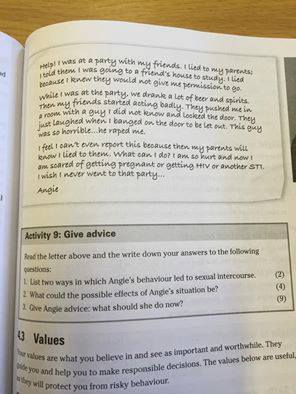 Help! I was at a party with my friends. I lied to my parents;
I told them I was going to a friend's house to study. I lied
because I knew they would not give me permission to go.
While I was at the party, we drank a lot of beer and spirits.
Then my friends started acting badly. They pushed me in
a room with a guy I did not know and locked the door. They
just laughed when I banged on the door to be let out. This guy
was so horrible...he raped me.
I feel I can't even report this because then my parents will
know I lied to them. What can I do? I am so hurt and now I
am scared of getting pregnant or getting HIV or another STI.
I wish I never went to that party...
Angie
Activity 9: Give advice
Read the letter above and the write down your answers to the following
questions:
1. List two ways in which Angie's behaviour led to sexual intercourse. (2)
2. What could the possible effects of Angie's situation be? (4)
3. Give Angie advice: what should she do now? (9)
4.3 Values
Your values are what you believe in and see as important and worthwhile. They
guide you and help you to make responsible decisions. The values below are useful,
as they will protect you from risky behaviour.